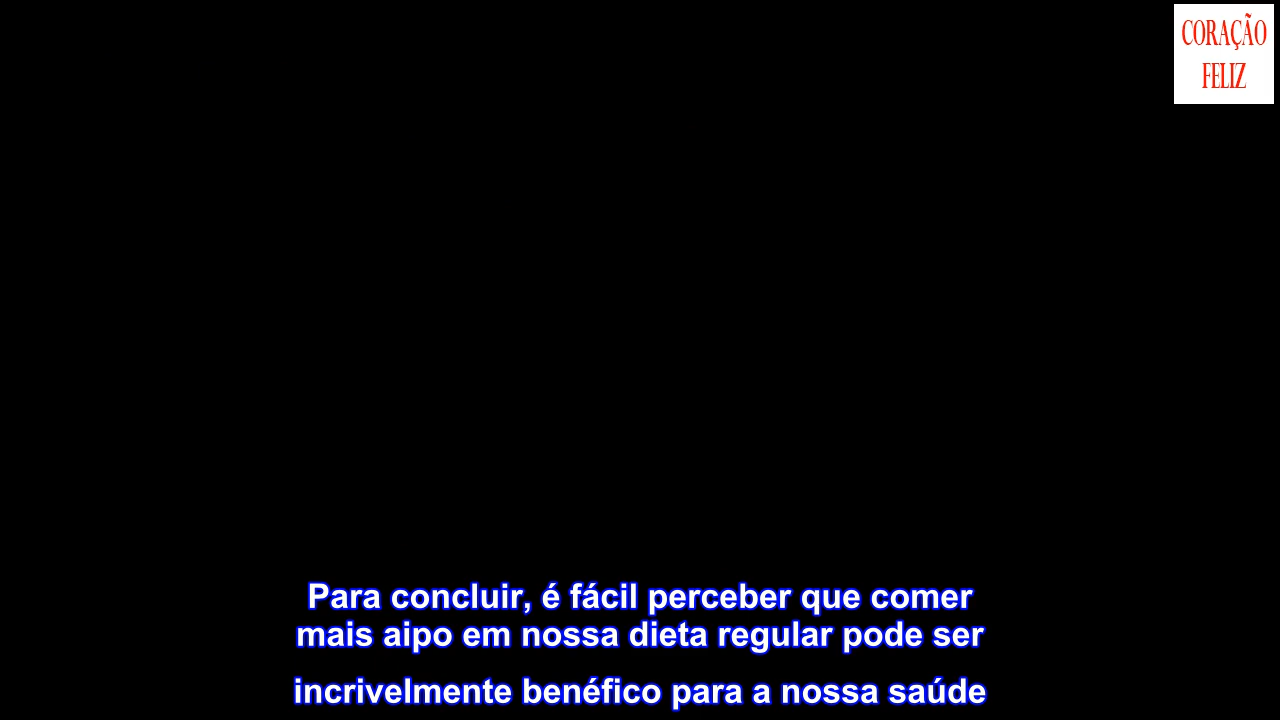 CORAÇÃO
FELIZ
Para concluir, é fácil perceber que comer
mais aipo em nossa dieta regular pode ser
incrivelmente benéfico para a nossa saúde